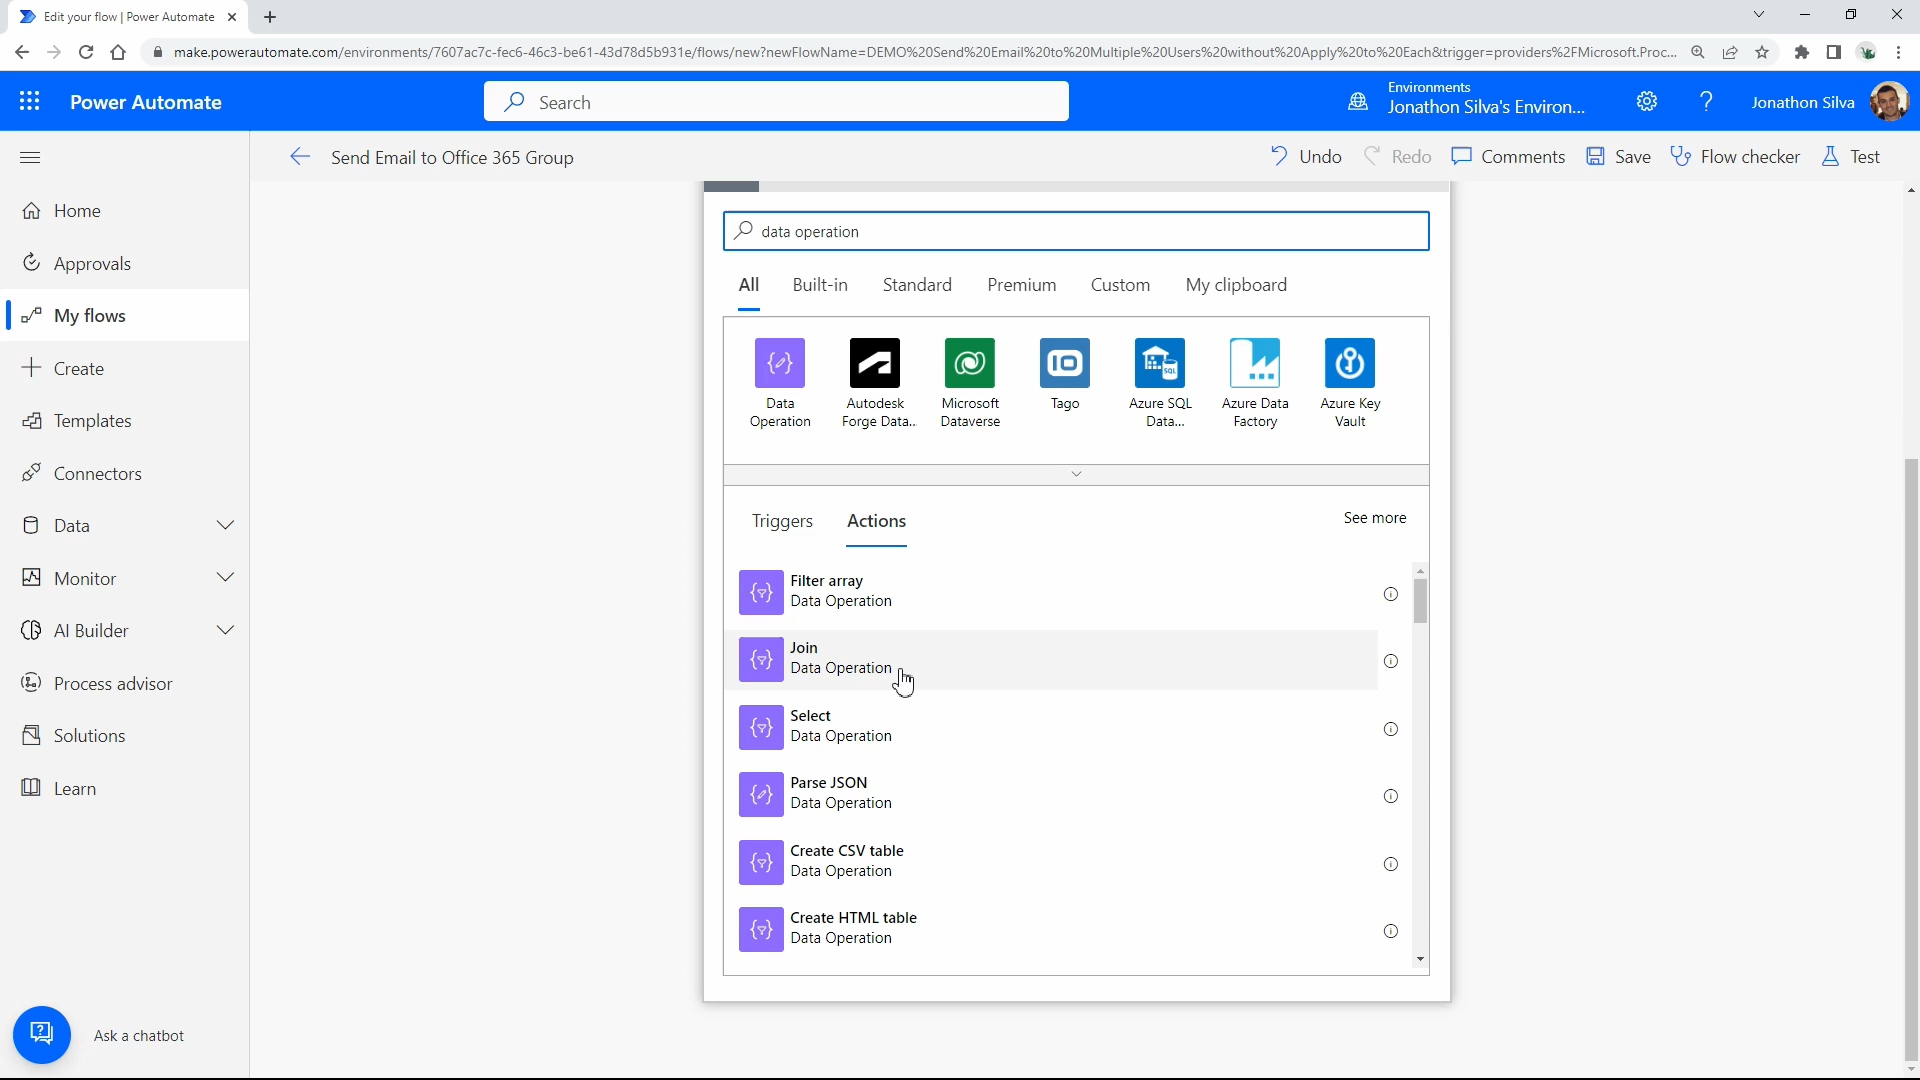 Edit your flow | Power Automate
make.powerautomate.com/environments/7607ac7c-fec6-46c3-be61-43d78d5b931e/flows/new?newFlowName=DEMO%20Send%20Email%20to%20Multiple%20Users%20without%20Apply%20to%20Each&trigger=providers%2FMicrosoft.Proc...
Power Automate
Search
Environments
Jonathon Silva's Environ...
Jonathon Silva
Send Email to Office 365 Group
Undo
Redo
Comments
Save
Flow checker
Test
Home
Approvals
My flows
Create
Templates
Connectors
Data
Monitor
AI Builder
Process advisor
Solutions
Learn
Ask a chatbot
data operation
All
Built-in
Standard
Premium
Custom
My clipboard
Data
Operation
Autodesk
Forge Data...
Microsoft
Dataverse
Tago
SQL
Azure SQL
Data...
Azure Data
Factory
Azure Key
Vault
Triggers
Actions
See more
Filter array
Data Operation
Join
Data Operation
Select
Data Operation
Parse JSON
Data Operation
Create CSV table
Data Operation
Create HTML table
Data Operation